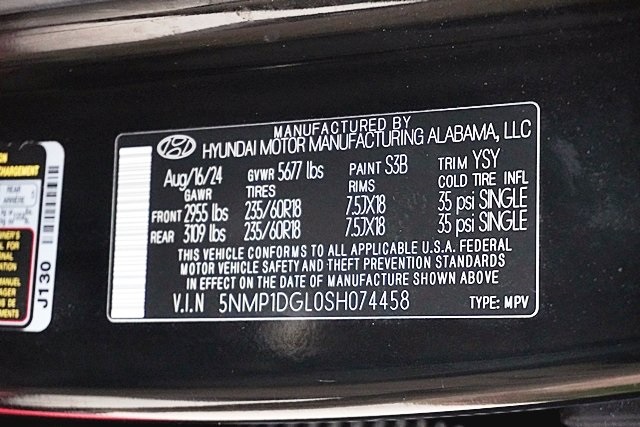 MANUFACTURED BY
HYUNDAI MOTOR MANUFACTURING ALABAMA, LLC
Aug/16/24 GVWR 5677 lbs PAINT S3B TRIM YSY
GAWR TIRES RIMS COLD TIRE INFL
FRONT 2955 lbs 235/60R18 7.5JX18 35 psi SINGLE
REAR 3109 lbs 235/60R18 7.5JX18 35 psi SINGLE
THIS VEHICLE CONFORMS TO ALL APPLICABLE U.S.A. FEDERAL
MOTOR VEHICLE SAFETY AND THEFT PREVENTION STANDARDS
IN EFFECT ON THE DATE OF MANUFACTURE SHOWN ABOVE
V.I.N 5NMP1DGL0SH074458 TYPE: MPV
REAR
J130